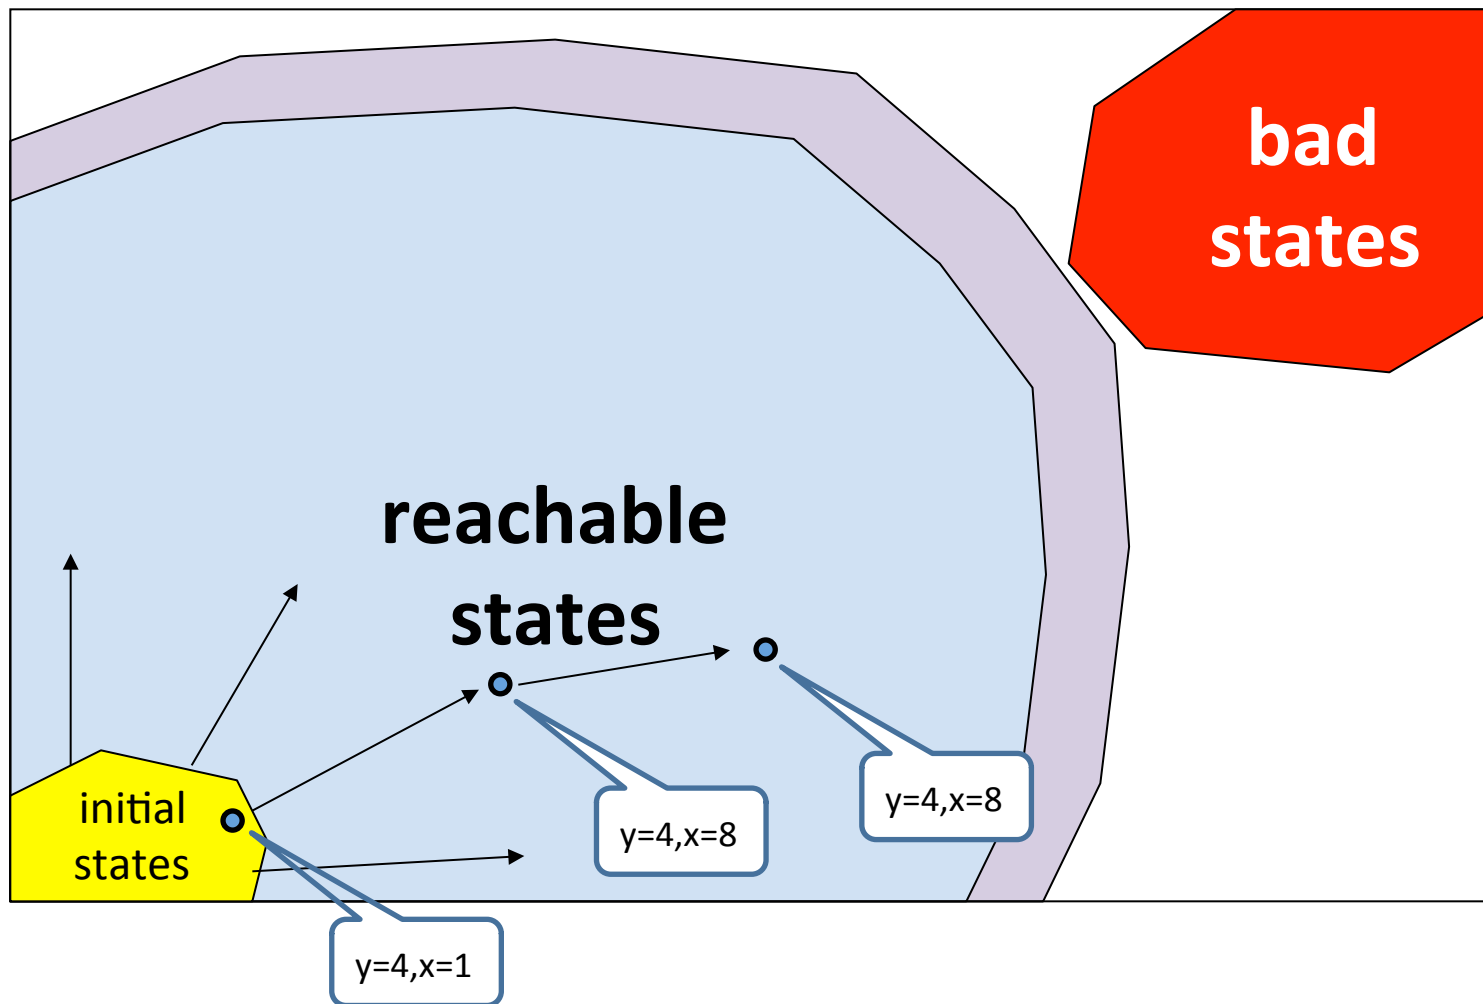 bad
states
reachable
states
y=4,x=8
y=4,x=8
initial
states
y=4,x=1